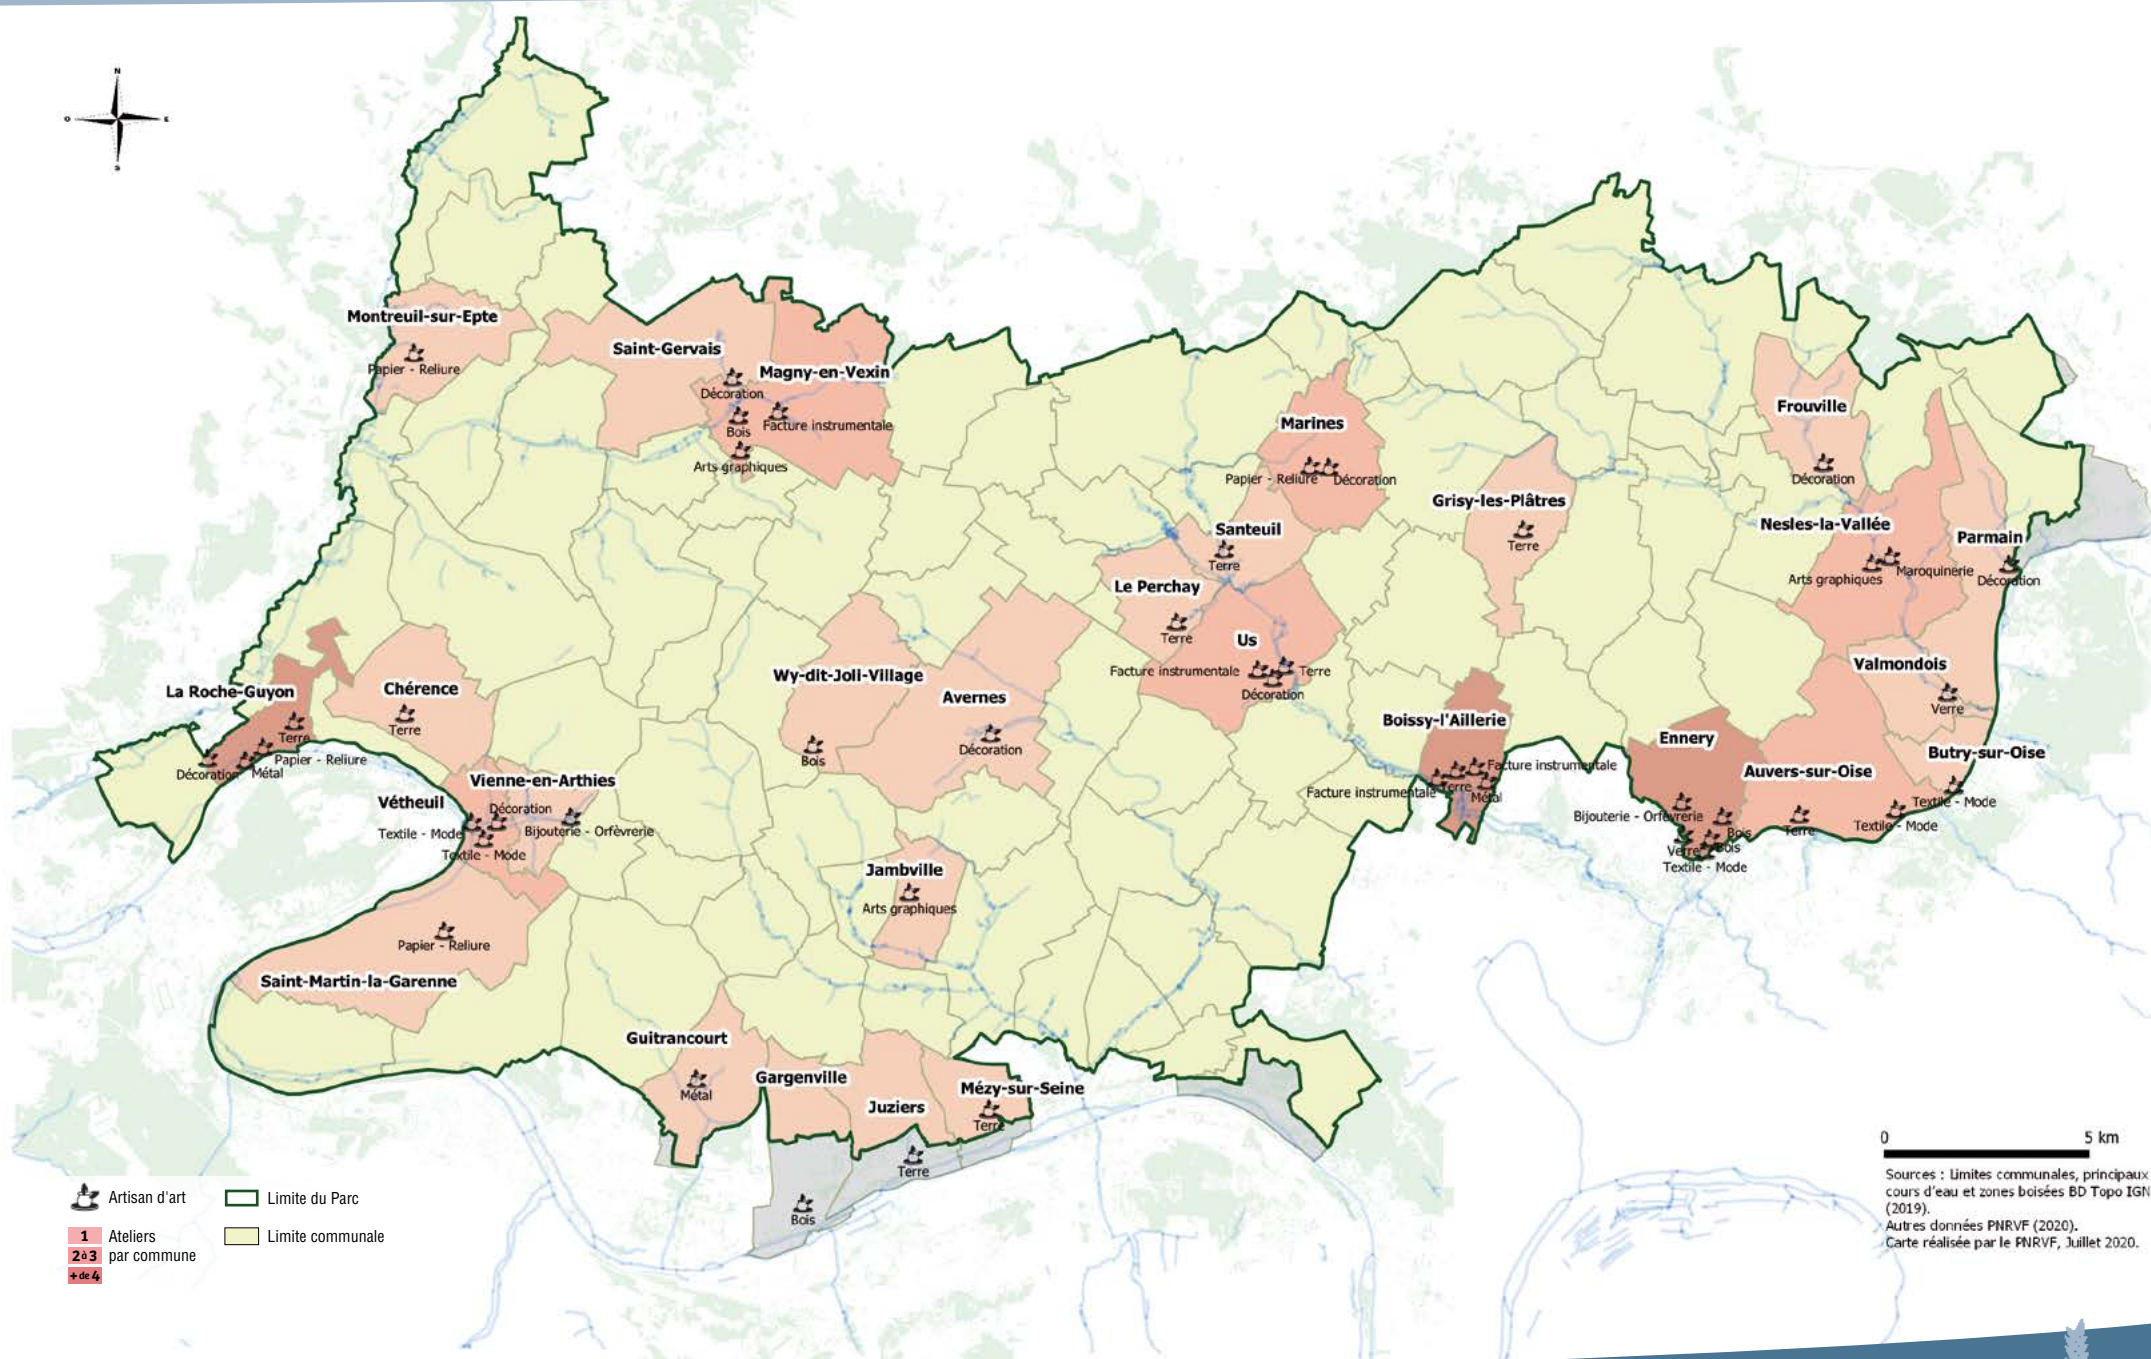 N
O
E
S
Montreuil-sur-Epte
Papier - Reliure
Saint-Gervais
Magny-en-Vexin
Décoration
Bois
Facture instrumentale
Arts graphiques
Marines
Papier - Reliure
Décoration
Frouville
Décoration
Grisy-les-Plâtres
Terre
Santeuil
Terre
Nesles-la-Vallée
Arts graphiques
Maroquinerie
Parmain
Décoration
Le Perchay
Terre
Us
Facture instrumentale
Terre
Décoration
Valmondois
Verre
La Roche-Guyon
Terre
Papier - Reliure
Décoration
Métal
Chérence
Terre
Wy-dit-Joli-Village
Bois
Avernes
Décoration
Boissy-l'Aillerie
Facture instrumentale
Facture instrumentale
Terre
Métal
Ennery
Bijouterie - Orfèvrerie
Bois
Verre
Bois
Textile - Mode
Auvers-sur-Oise
Terre
Textile - Mode
Butry-sur-Oise
Textile - Mode
Vienne-en-Arthies
Vétheuil
Décoration
Textile - Mode
Bijouterie - Orfèvrerie
Textile - Mode
Jambville
Arts graphiques
Papier - Reliure
Saint-Martin-la-Garenne
Guitrancourt
Métal
Gargenville
Juziers
Mézy-sur-Seine
Terre
Terre
Bois
0
5 km
Sources : Limites communales, principaux
cours d'eau et zones boisées BD Topo IGN
(2019).
Autres données PNRVF (2020).
Carte réalisée par le PNRVF, Juillet 2020.
Artisan d'art
Limite du Parc
1
Ateliers
2 à 3
par commune
+ de 4
Limite communale